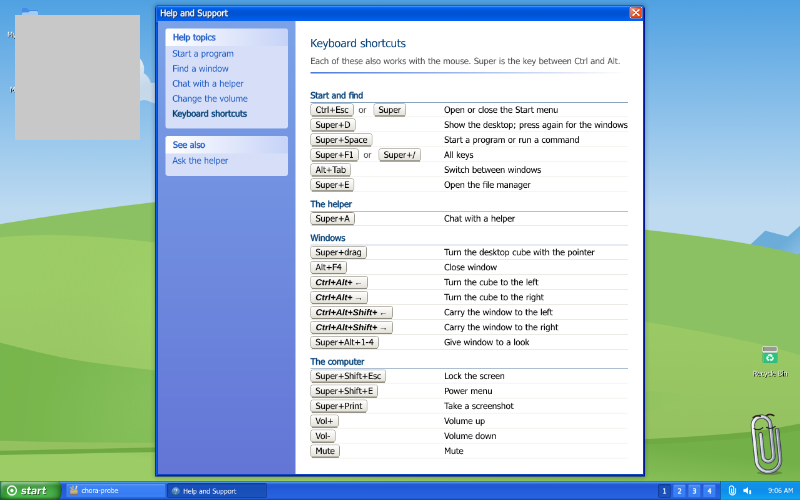 Help and Support
Help topics
Start a program
Find a window
Chat with a helper
Change the volume
Keyboard shortcuts
See also
Ask the helper
Keyboard shortcuts
Each of these also works with the mouse. Super is the key between Ctrl and Alt.
Start and find
Ctrl+Esc or Super Open or close the Start menu
Super+D Show the desktop; press again for the windows
Super+Space Start a program or run a command
Super+F1 or Super+/ All keys
Alt+Tab Switch between windows
Super+E Open the file manager
The helper
Super+A Chat with a helper
Windows
Super+drag Turn the desktop cube with the pointer
Alt+F4 Close window
Ctrl+Alt+ ← Turn the cube to the left
Ctrl+Alt+ → Turn the cube to the right
Ctrl+Alt+Shift+ ← Carry the window to the left
Ctrl+Alt+Shift+ → Carry the window to the right
Super+Alt+1-4 Give window to a look
The computer
Super+Shift+Esc Lock the screen
Super+Shift+E Power menu
Super+Print Take a screenshot
Vol+ Volume up
Vol- Volume down
Mute Mute
Recycle Bin
start
chora-probe
Help and Support
1 2 3 4
9:06 AM